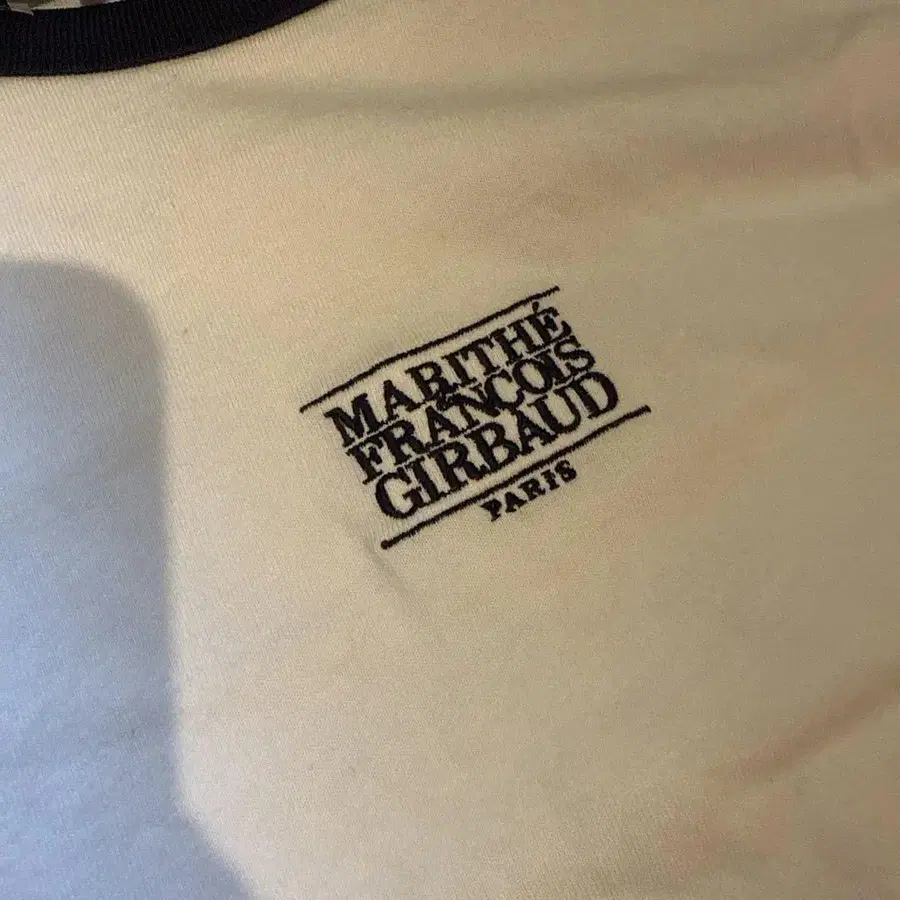 MARITHÉ
&
FRANÇOIS
GIRBAUD
PARIS